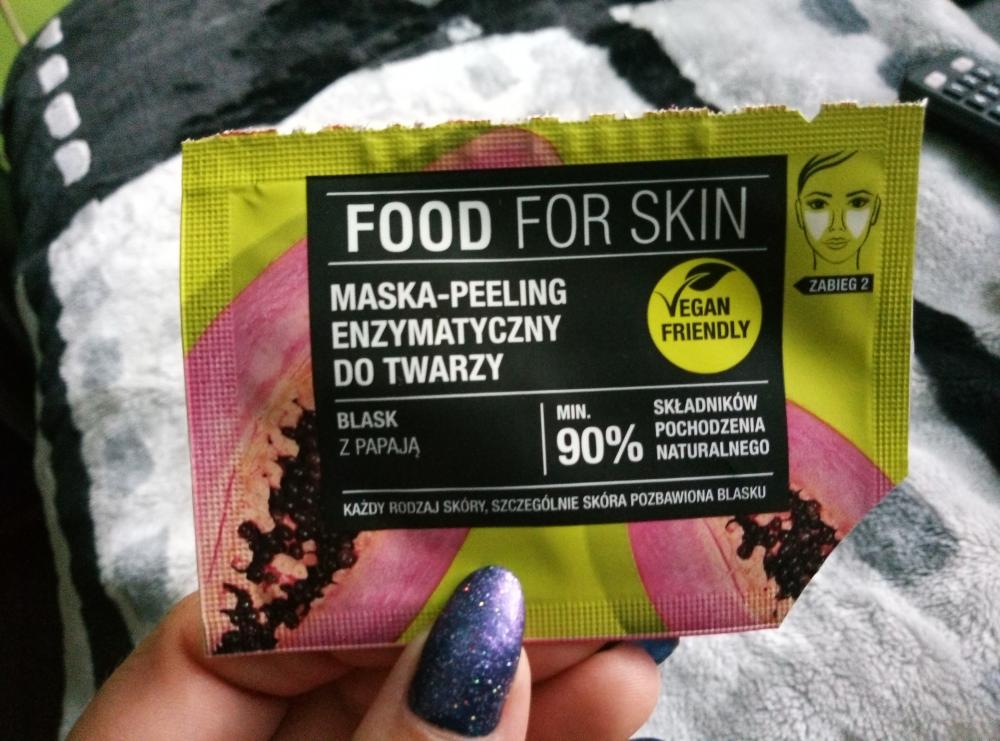 FOOD FOR SKIN
MASKA-PEELING
ENZYMATYCZNY
DO TWARZY
VEGAN
FRIENDLY
ZABIEG 2
BLASK
Z PAPAJĄ
MIN.
90%
SKŁADNIKÓW
POCHODZENIA
NATURALNEGO
KAŻDY RODZAJ SKÓRY, SZCZEGÓLNIE SKÓRA POZBAWIONA BLASKU